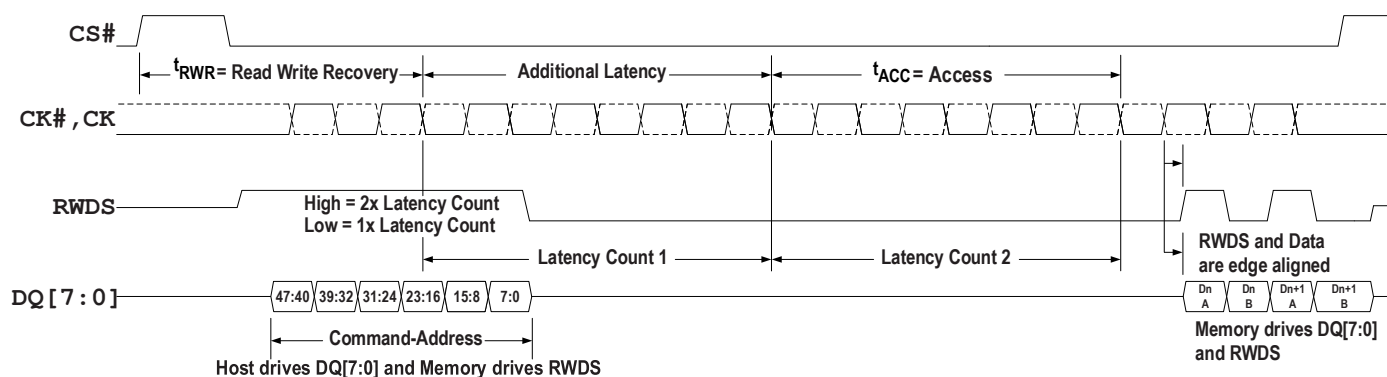 CS#
tRWR= Read Write Recovery
Additional Latency
tACC= Access
CK#,CK
RWDS
High = 2x Latency Count
Low = 1x Latency Count
Latency Count 1
Latency Count 2
RWDS and Data
are edge aligned
DQ[7:0]
47:40 39:32 31:24 23:16 15:8 7:0
Dn A
Dn B
Dn+1 A
Dn+1 B
Command-Address
Memory drives DQ[7:0]
and RWDS
Host drives DQ[7:0] and Memory drives RWDS